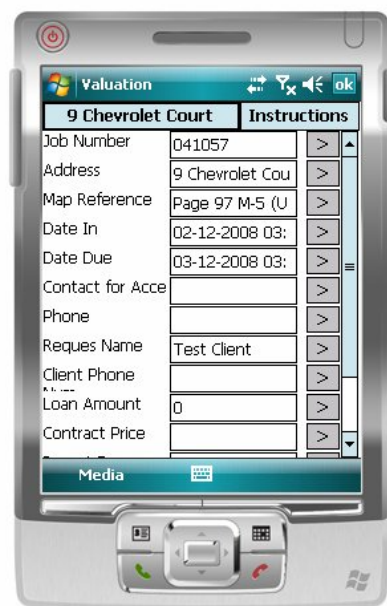 Valuation ok
9 Chevrolet Court Instructions
Job Number 041057 >
Address 9 Chevrolet Cou >
Map Reference Page 97 M-5 (U >
Date In 02-12-2008 03: >
Date Due 03-12-2008 03: >
Contact for Acce >
Phone >
Reques Name Test Client >
Client Phone >
Loan Amount 0 >
Contract Price >
Media